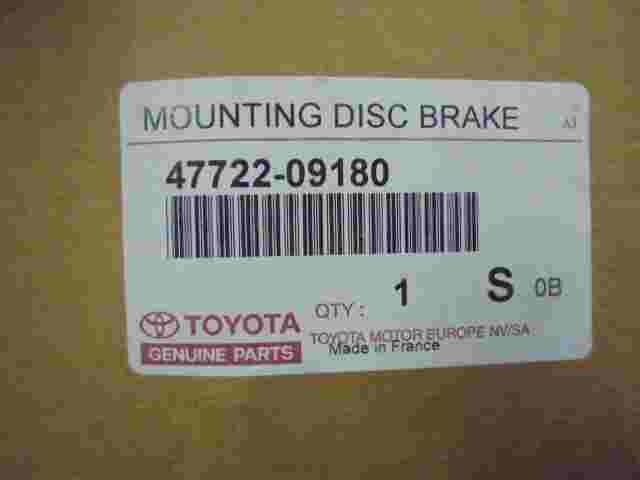 MOUNTING DISC BRAKE
47722-09180
QTY: 1 S 0B
TOYOTA
GENUINE PARTS
TOYOTA MOTOR EUROPE NV/SA
Made in France